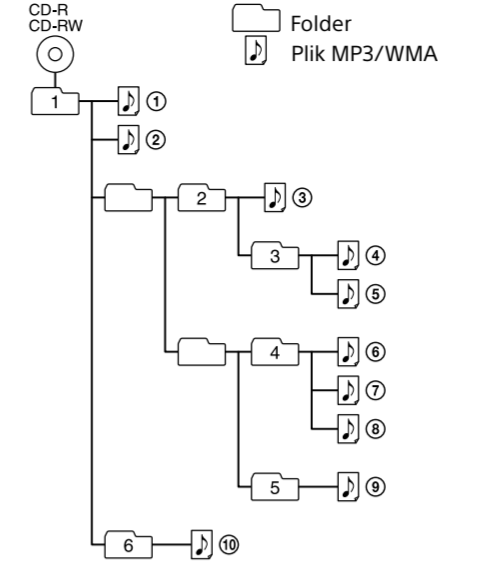 CD-R
CD-RW
Folder
Plik MP3/WMA
1 ①
②
2 ③
3 ④
⑤
4 ⑥
⑦
⑧
5 ⑨
6 ⑩